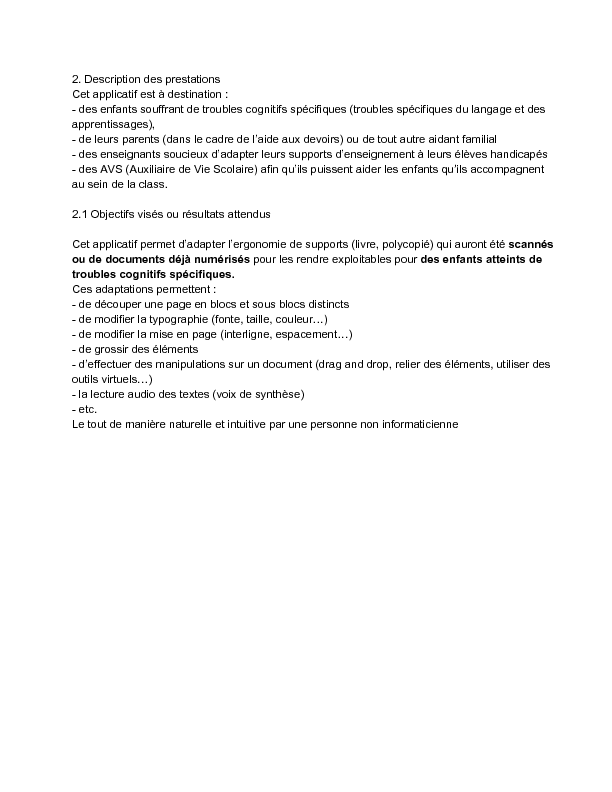 2. Description des prestations
Cet applicatif est à destination :
- des enfants souffrant de troubles cognitifs spécifiques (troubles spécifiques du langage et des
apprentissages),
- de leurs parents (dans le cadre de l’aide aux devoirs) ou de tout autre aidant familial
- des enseignants soucieux d’adapter leurs supports d’enseignement à leurs élèves handicapés
- des AVS (Auxiliaire de Vie Scolaire) afin qu’ils puissent aider les enfants qu’ils accompagnent
au sein de la class.
2.1 Objectifs visés ou résultats attendus
Cet applicatif permet d’adapter l’ergonomie de supports (livre, polycopié) qui auront été scannés
ou de documents déjà numérisés pour les rendre exploitables pour des enfants atteints de
troubles cognitifs spécifiques.
Ces adaptations permettent :
- de découper une page en blocs et sous blocs distincts
- de modifier la typographie (fonte, taille, couleur…)
- de modifier la mise en page (interligne, espacement…)
- de grossir des éléments
- d’effectuer des manipulations sur un document (drag and drop, relier des éléments, utiliser des
outils virtuels…)
- la lecture audio des textes (voix de synthèse)
- etc.
Le tout de manière naturelle et intuitive par une personne non informaticienne